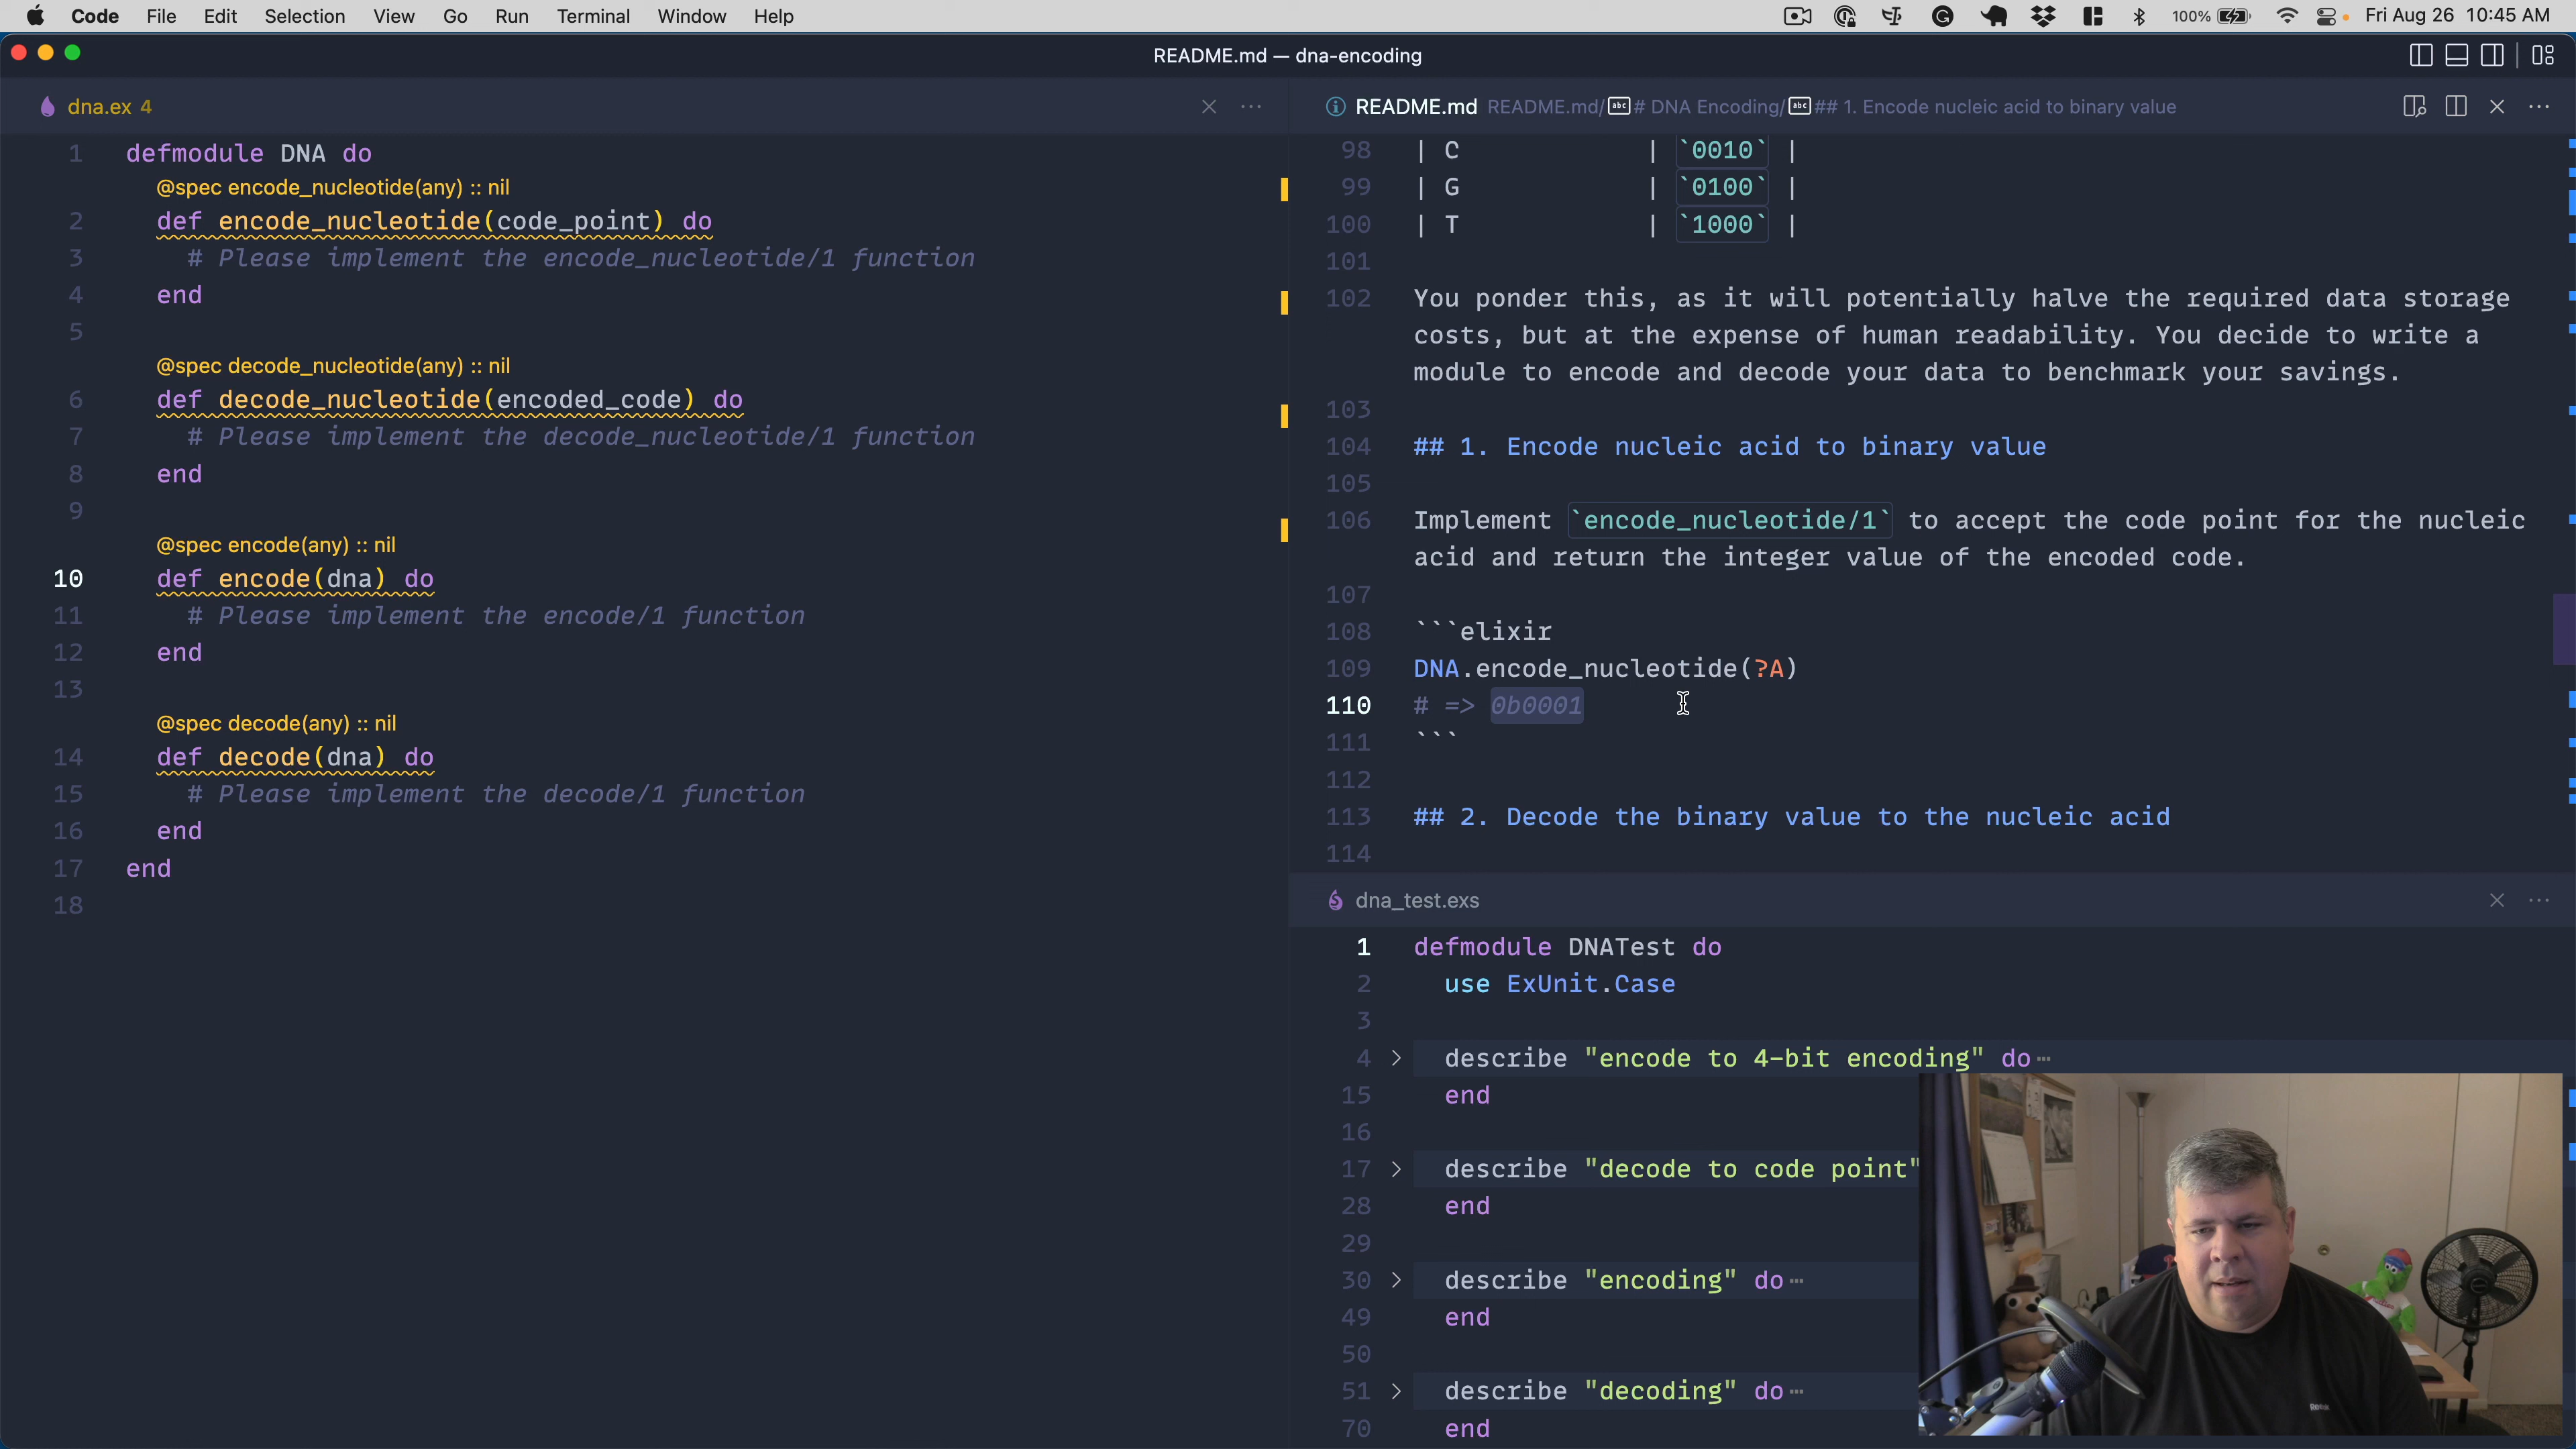 Code File Edit Selection View Go Run Terminal Window Help 100% Fri Aug 26 10:45 AM
README.md — dna-encoding
dna.ex 4
1 defmodule DNA do
@spec encode_nucleotide(any) :: nil
2 def encode_nucleotide(code_point) do
3 # Please implement the encode_nucleotide/1 function
4 end
5
@spec decode_nucleotide(any) :: nil
6 def decode_nucleotide(encoded_code) do
7 # Please implement the decode_nucleotide/1 function
8 end
9
@spec encode(any) :: nil
10 def encode(dna) do
11 # Please implement the encode/1 function
12 end
13
@spec decode(any) :: nil
14 def decode(dna) do
15 # Please implement the decode/1 function
16 end
17 end
18
README.md README.md/ abc # DNA Encoding/ abc ## 1. Encode nucleic acid to binary value
98 | C | `0010` |
99 | G | `0100` |
100 | T | `1000` |
101
102 You ponder this, as it will potentially halve the required data storage
costs, but at the expense of human readability. You decide to write a
module to encode and decode your data to benchmark your savings.
103
104 ## 1. Encode nucleic acid to binary value
105
106 Implement `encode_nucleotide/1` to accept the code point for the nucleic
acid and return the integer value of the encoded code.
107
108 ```elixir
109 DNA.encode_nucleotide(?A)
110 # => 0b0001
111 ```
112
113 ## 2. Decode the binary value to the nucleic acid
114
dna_test.exs
1 defmodule DNATest do
2 use ExUnit.Case
3
4 describe "encode to 4-bit encoding" do
15 end
16
17 describe "decode to code point"
28 end
29
30 describe "encoding" do
49 end
50
51 describe "decoding" do
70 end